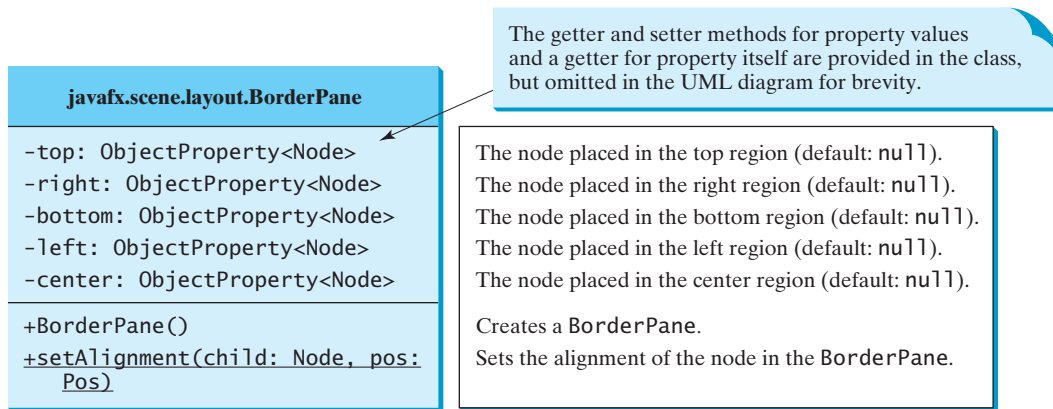 The getter and setter methods for property values
and a getter for property itself are provided in the class,
but omitted in the UML diagram for brevity.
javafx.scene.layout.BorderPane
-top: ObjectProperty<Node>
The node placed in the top region (default: null).
-right: ObjectProperty<Node>
The node placed in the right region (default: null).
-bottom: ObjectProperty<Node>
The node placed in the bottom region (default: null).
-left: ObjectProperty<Node>
The node placed in the left region (default: null).
-center: ObjectProperty<Node>
The node placed in the center region (default: null).
+BorderPane()
Creates a BorderPane.
+setAlignment(child: Node, pos:
Pos)
Sets the alignment of the node in the BorderPane.